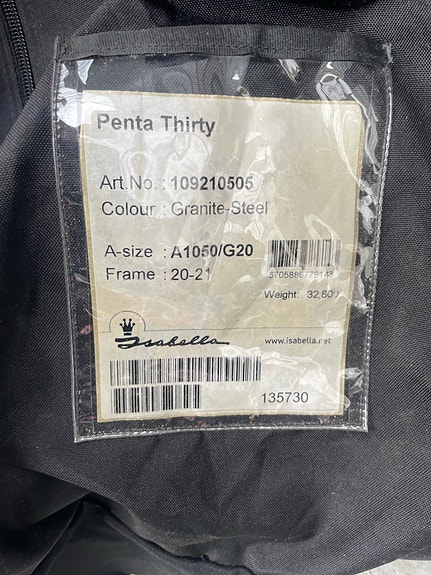 Penta Thirty
Art.No. : 109210505
Colour : Granite-Steel
A-size : A1050/G20
Frame : 20-21
Weight: 32,800
Isabella
www.isabella.net
135730